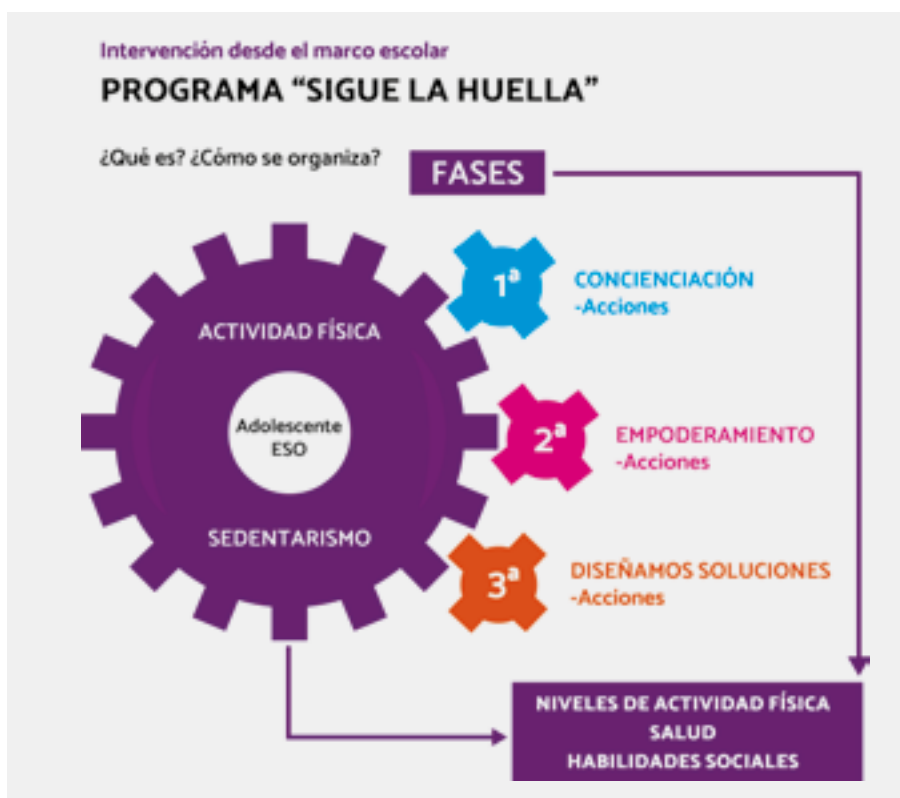 Intervención desde el marco escolar
PROGRAMA “SIGUE LA HUELLA”
¿Qué es? ¿Cómo se organiza?
FASES
ACTIVIDAD FÍSICA
Adolescente
ESO
SEDENTARISMO
1ª
CONCIENCIACIÓN
-Acciones
2ª
EMPODERAMIENTO
-Acciones
3ª
DISEÑAMOS SOLUCIONES
-Acciones
NIVELES DE ACTIVIDAD FÍSICA
SALUD
HABILIDADES SOCIALES